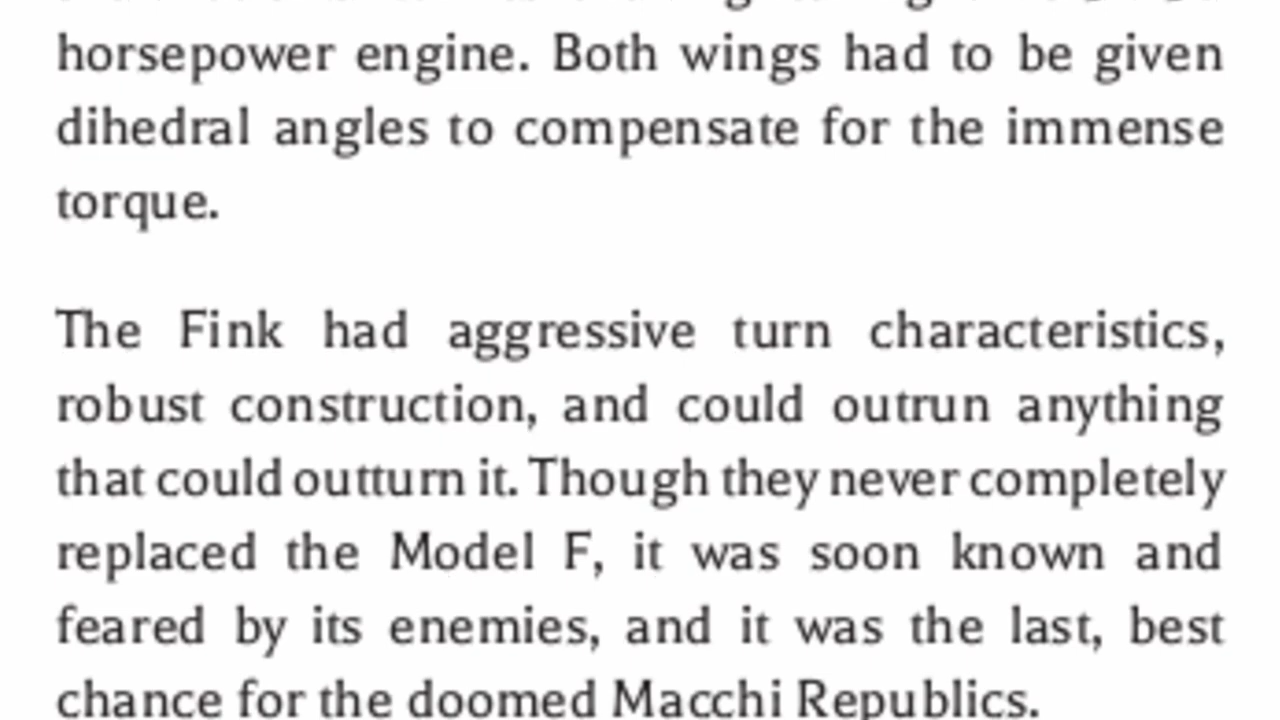 horsepower engine. Both wings had to be given
dihedral angles to compensate for the immense
torque.
The Fink had aggressive turn characteristics,
robust construction, and could outrun anything
that could outturn it. Though they never completely
replaced the Model F, it was soon known and
feared by its enemies, and it was the last, best
chance for the doomed Macchi Republics.